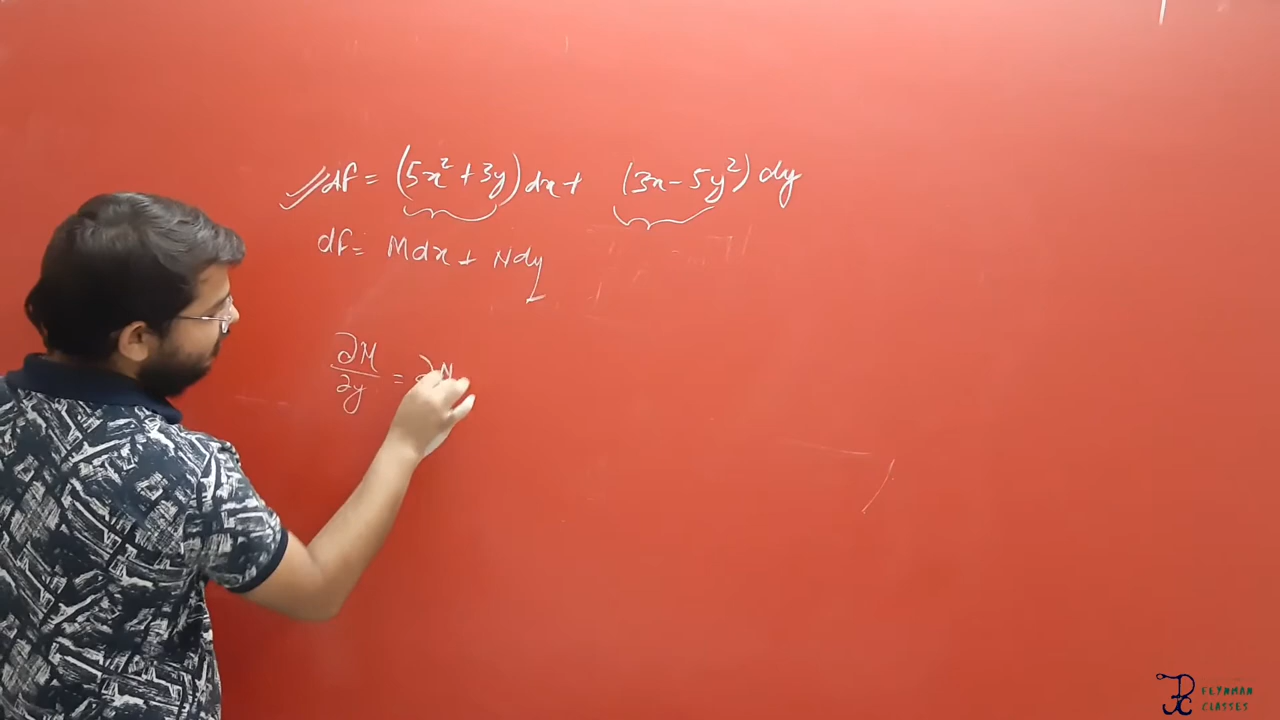 df = (5x² + 3y) dx + (3x - 5y²) dy
df = Mdx + Ndy
∂M/∂y = ∂N
FEYNMAN
CLASSES